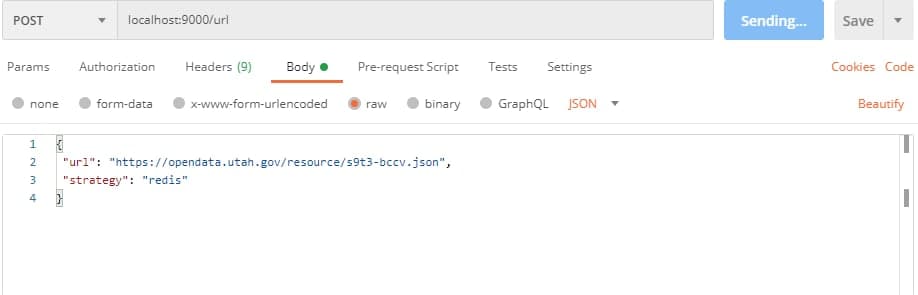 POST localhost:9000/url Sending... Save
Params Authorization Headers (9) Body Pre-request Script Tests Settings Cookies Code
none form-data x-www-form-urlencoded raw binary GraphQL JSON Beautify
1 {
2 "url": "https://opendata.utah.gov/resource/s9t3-bccv.json",
3 "strategy": "redis"
4 }